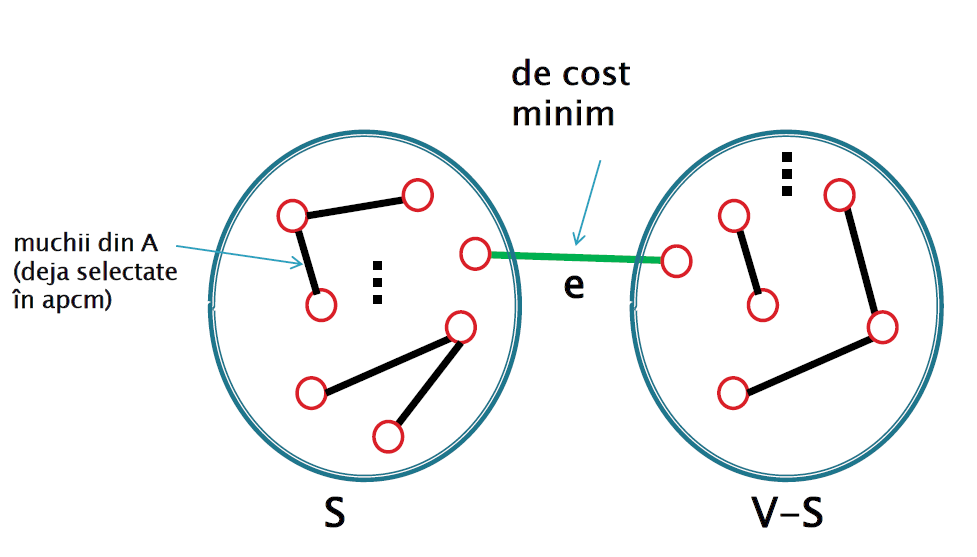 de cost
minim
muchii din A
(deja selectate
în apcm)
e
S
V-S